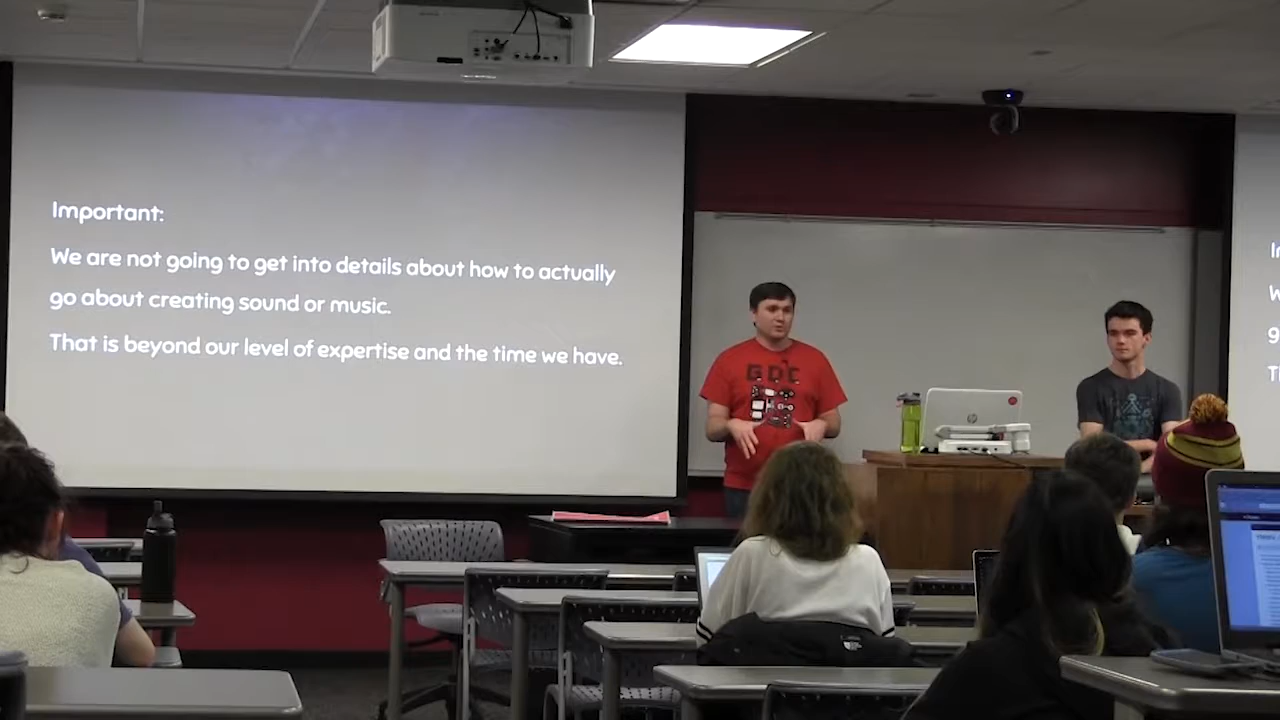 Important:
We are not going to get into details about how to actually
go about creating sound or music.
That is beyond our level of expertise and the time we have.
GDC
hp